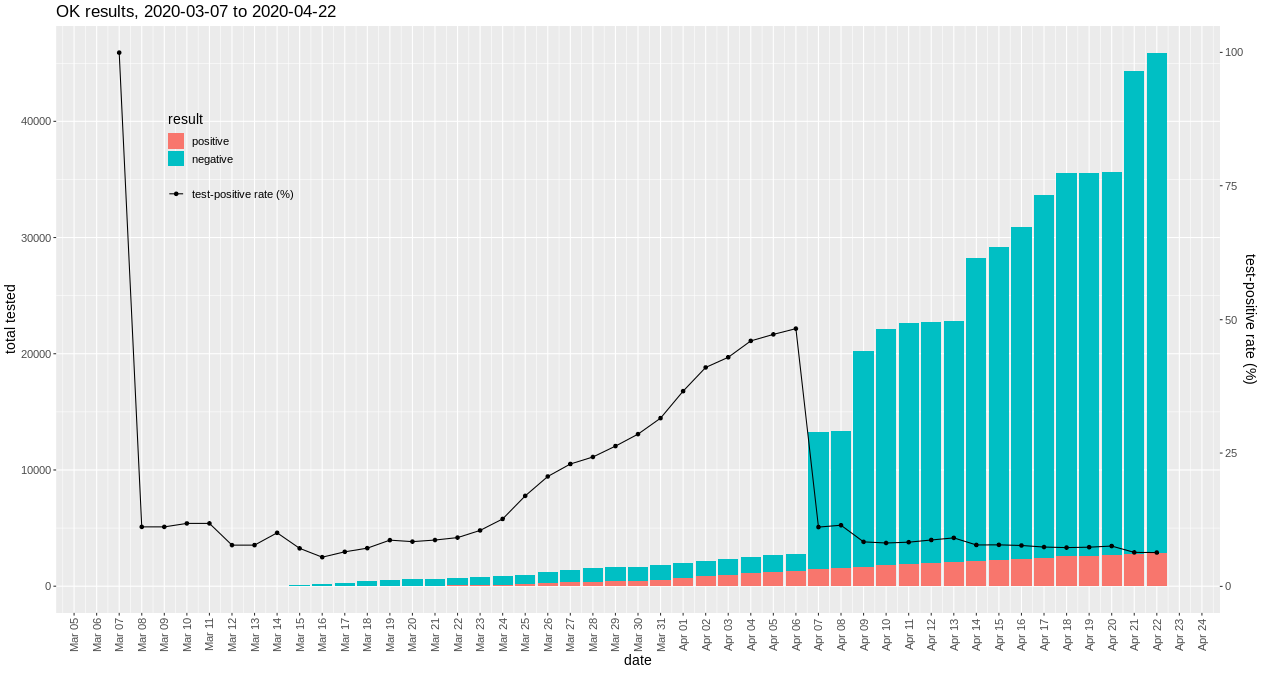 OK results, 2020-03-07 to 2020-04-22
result
positive
negative
test-positive rate (%)
total tested
40000
30000
20000
10000
0
100
75
50
25
0
test-positive rate (%)
Mar 05
Mar 06
Mar 07
Mar 08
Mar 09
Mar 10
Mar 11
Mar 12
Mar 13
Mar 14
Mar 15
Mar 16
Mar 17
Mar 18
Mar 19
Mar 20
Mar 21
Mar 22
Mar 23
Mar 24
Mar 25
Mar 26
Mar 27
Mar 28
Mar 29
Mar 30
Mar 31
Apr 01
Apr 02
Apr 03
Apr 04
Apr 05
Apr 06
Apr 07
Apr 08
Apr 09
Apr 10
Apr 11
Apr 12
Apr 13
Apr 14
Apr 15
Apr 16
Apr 17
Apr 18
Apr 19
Apr 20
Apr 21
Apr 22
Apr 23
Apr 24
date